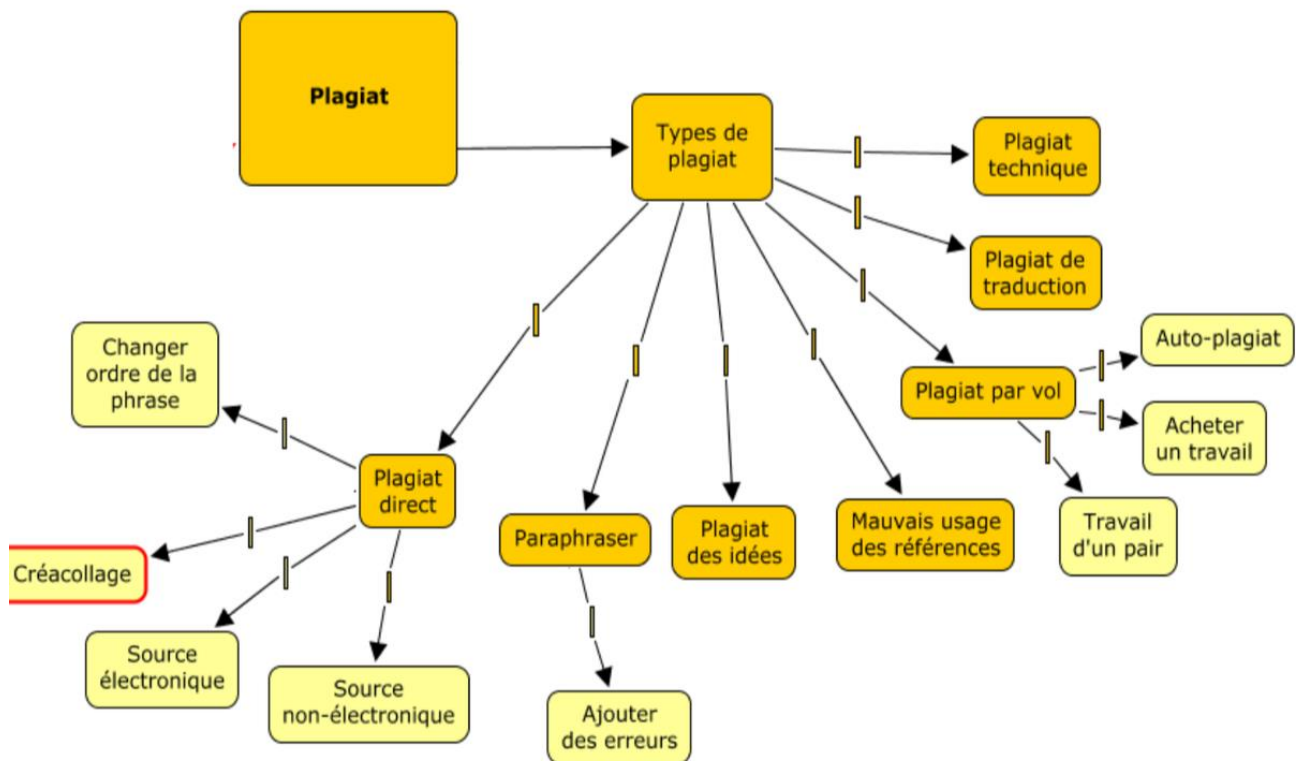 Plagiat
Types de
plagiat
Plagiat
technique
Plagiat de
traduction
Auto-plagiat
Plagiat par vol
Acheter
un travail
Travail
d'un pair
Changer
ordre de la
phrase
Plagiat
direct
Créacollage
Source
électronique
Source
non-électronique
Paraphraser
Ajouter
des erreurs
Plagiat
des idées
Mauvais usage
des références